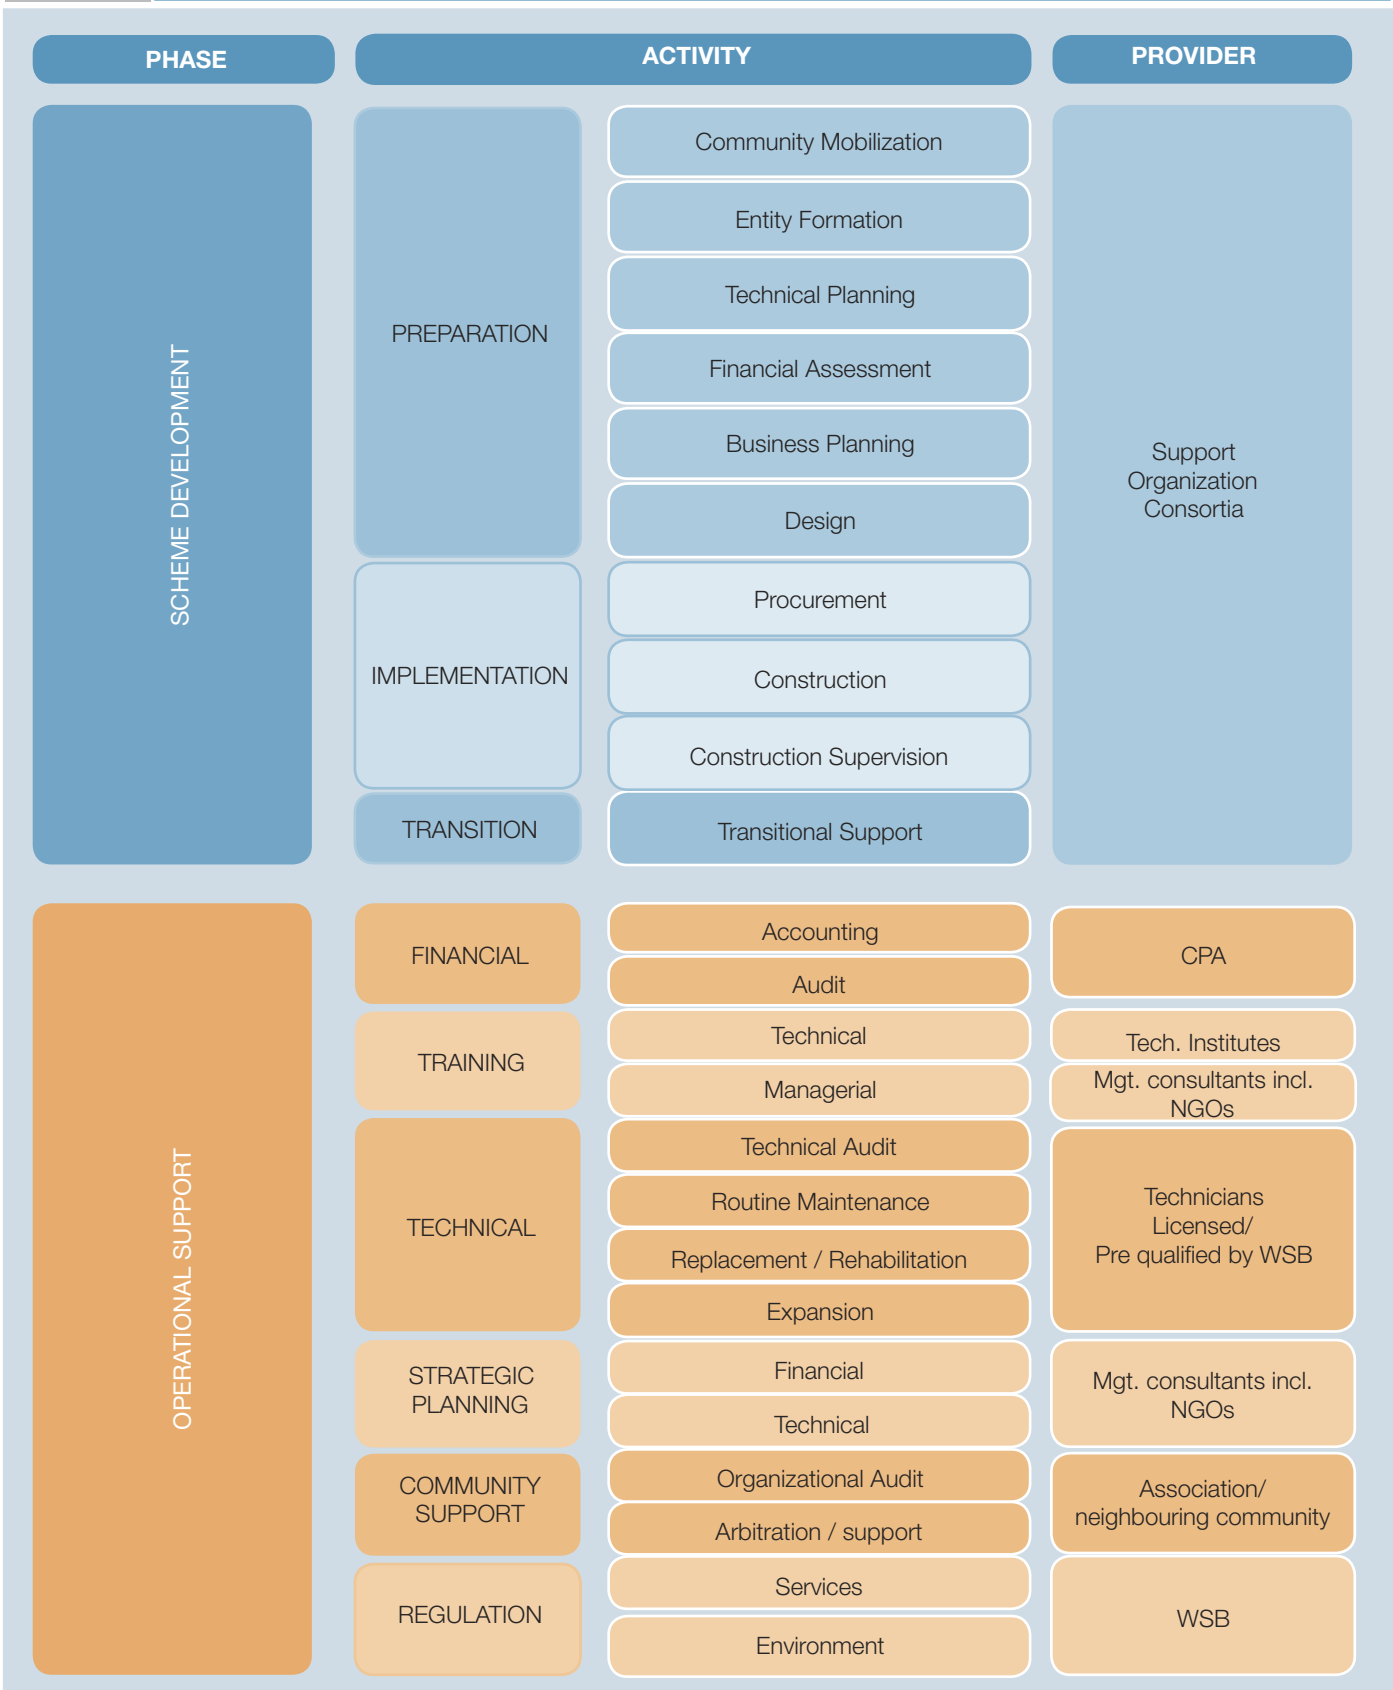 PHASE
ACTIVITY
PROVIDER
SCHEME DEVELOPMENT
PREPARATION
Community Mobilization
Entity Formation
Technical Planning
Financial Assessment
Business Planning
Design
IMPLEMENTATION
Procurement
Construction
Construction Supervision
TRANSITION
Transitional Support
Support
Organization
Consortia
OPERATIONAL SUPPORT
FINANCIAL
Accounting
Audit
CPA
TRAINING
Technical
Managerial
Tech. Institutes
Mgt. consultants incl.
NGOs
TECHNICAL
Technical Audit
Routine Maintenance
Replacement / Rehabilitation
Expansion
Technicians
Licensed/
Pre qualified by WSB
STRATEGIC
PLANNING
Financial
Technical
Mgt. consultants incl.
NGOs
COMMUNITY
SUPPORT
Organizational Audit
Arbitration / support
Association/
neighbouring community
REGULATION
Services
Environment
WSB